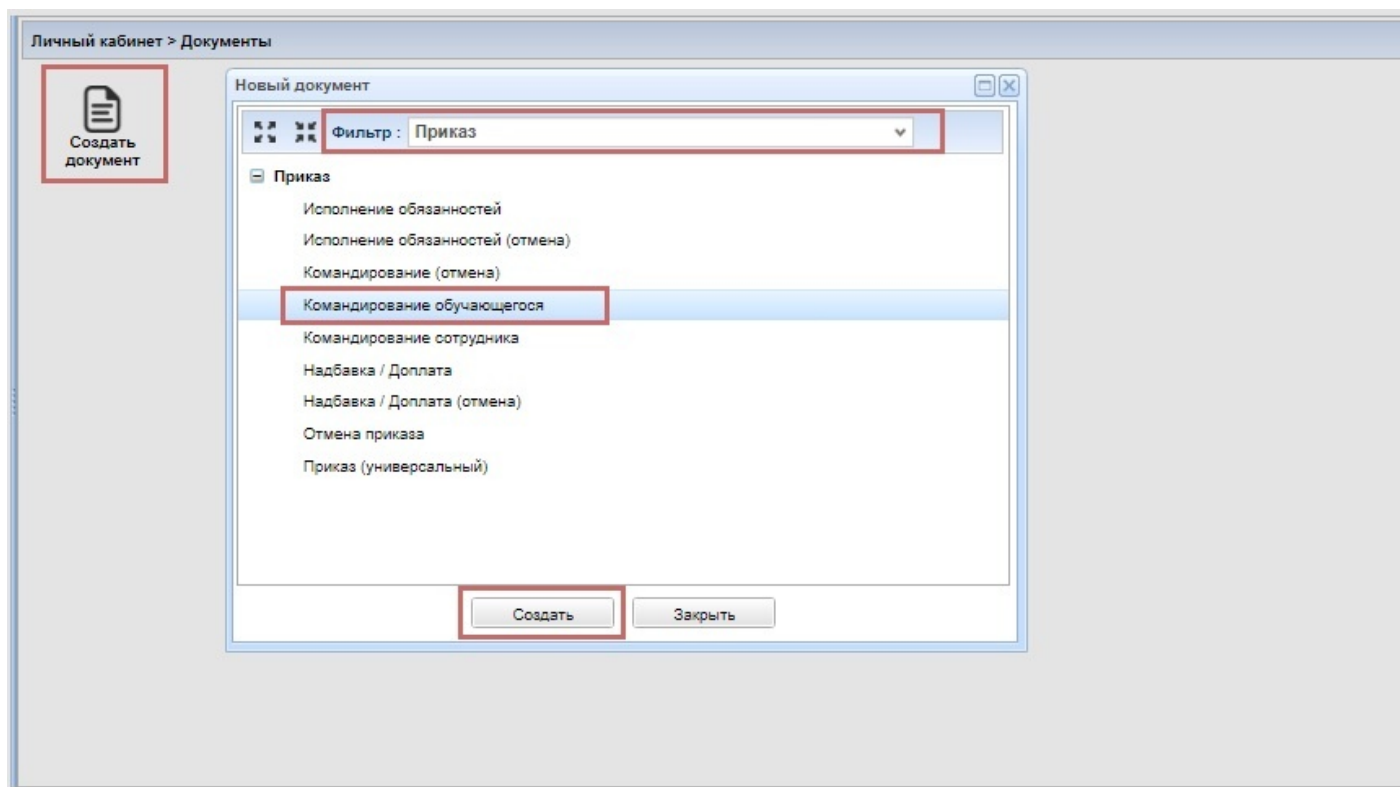 Личный кабинет > Документы
Создать
документ
Новый документ
Фильтр : Приказ
Приказ
Исполнение обязанностей
Исполнение обязанностей (отмена)
Командирование (отмена)
Командирование обучающегося
Командирование сотрудника
Надбавка / Доплата
Надбавка / Доплата (отмена)
Отмена приказа
Приказ (универсальный)
Создать Закрыть